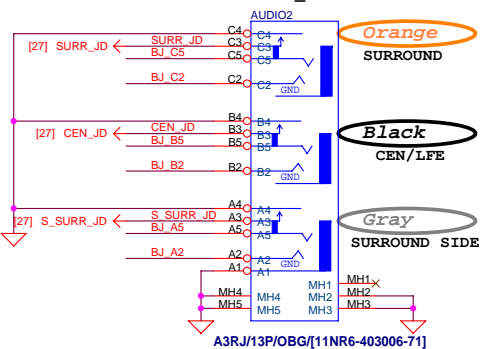 AUDIO2
C4 C4
[27] SURR_JD SURR_JD C3 C3
BJ_C5 C5 C5
BJ_C2 C2 C2
GND
Orange
SURROUND
B4 B4
[27] CEN_JD CEN_JD B3 B3
BJ_B5 B5 B5
BJ_B2 B2 B2
GND
Black
CEN/LFE
A4 A4
[27] S_SURR_JD S_SURR_JD A3 A3
BJ_A5 A5 A5
BJ_A2 A2 A2
GND
A1 A1
Gray
SURROUND SIDE
MH1 MH1
MH4 MH4 MH2 MH2
MH5 MH5 MH3 MH3
A3RJ/13P/OBG/[11NR6-403006-71]